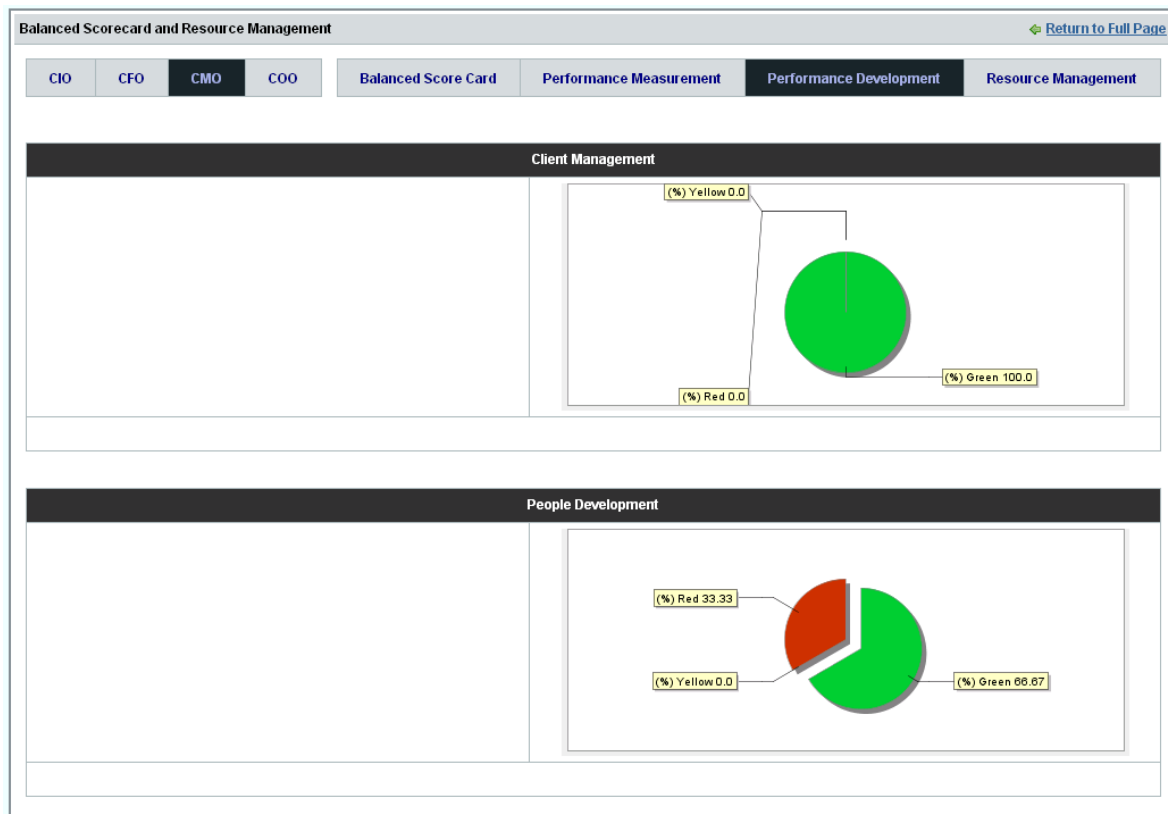 Balanced Scorecard and Resource Management
Return to Full Page
CIO CFO CMO COO Balanced Score Card Performance Measurement Performance Development Resource Management
Client Management
(%) Yellow 0.0
(%) Green 100.0
(%) Red 0.0
People Development
(%) Red 33.33
(%) Yellow 0.0
(%) Green 66.67